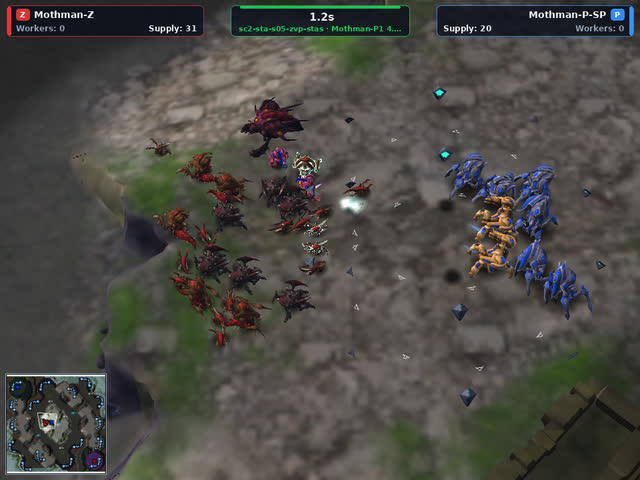 Z Mothman-Z
Workers: 0 Supply: 31
1.2s
sc2-sta-s05-zvp-stas · Mothman-P1 4....
Mothman-P-SP P
Supply: 20 Workers: 0